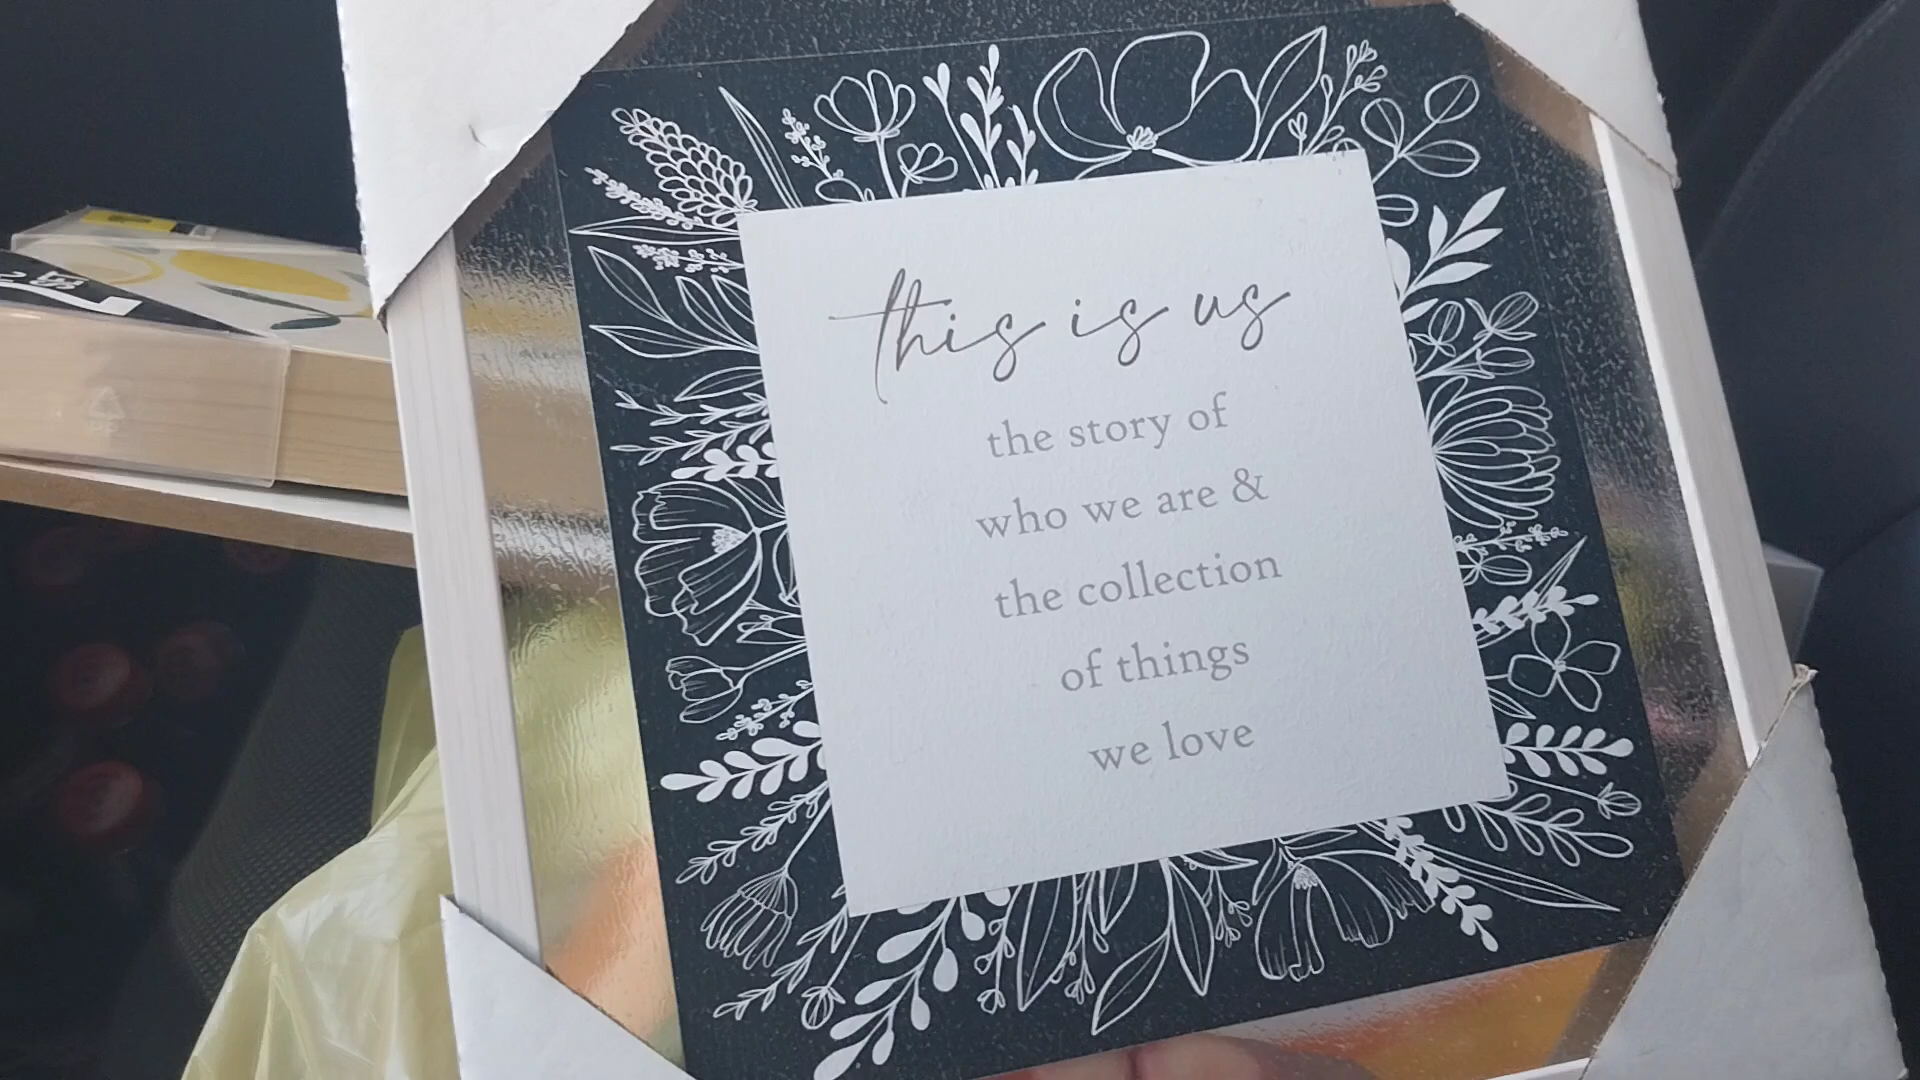 this is us
the story of
who we are &
the collection
of things
we love